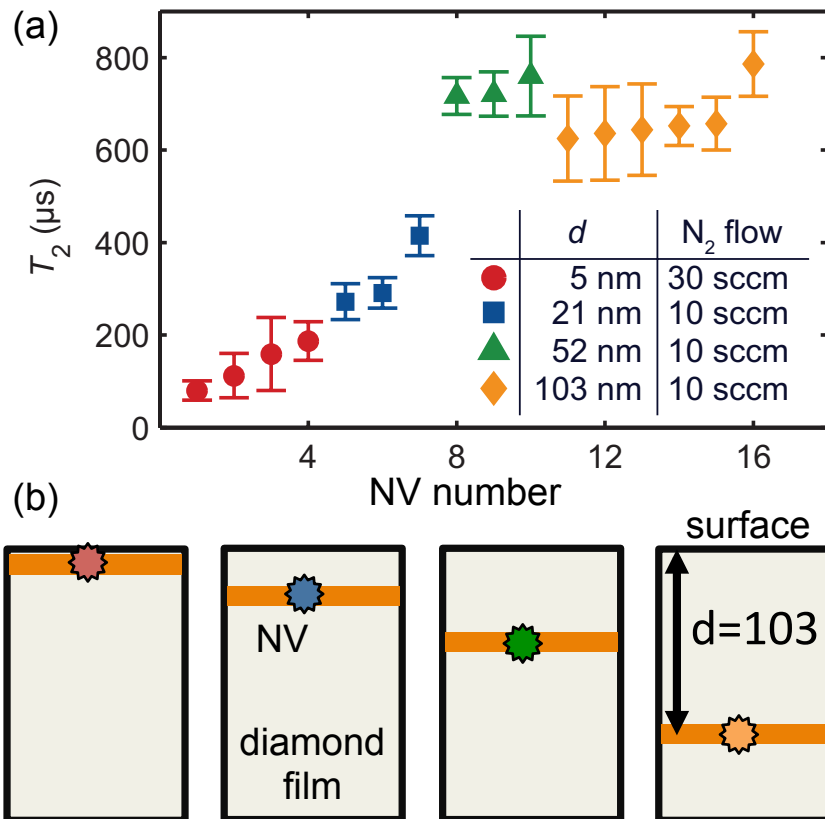 (a)
800
600
400
200
0
T₂ (μs)
d N₂ flow
5 nm 30 sccm
21 nm 10 sccm
52 nm 10 sccm
103 nm 10 sccm
4 8 12 16
NV number
(b)
surface
d=103
NV
diamond
film